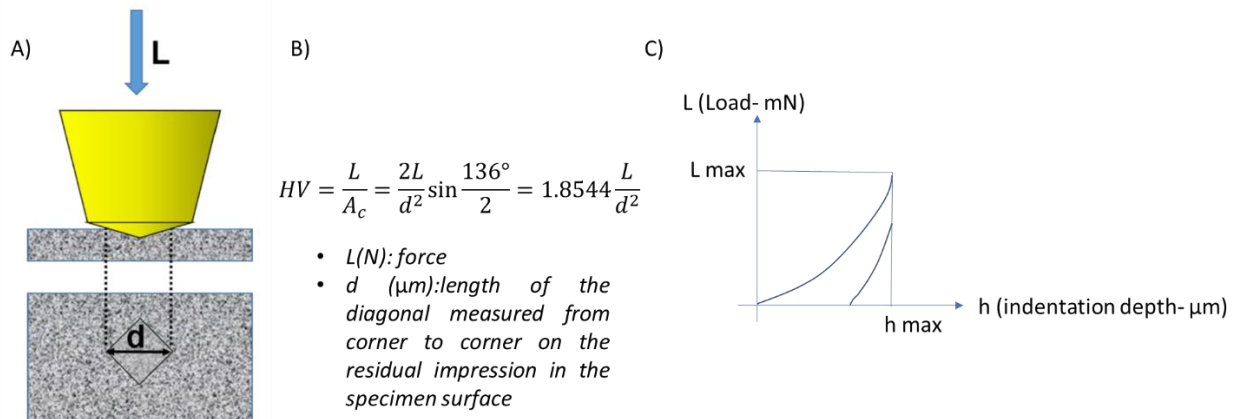 A)
L
d
B)
HV = L/A_c = 2L/d² sin 136°/2 = 1.8544 L/d²
• L(N): force
• d (μm):length of the
diagonal measured from
corner to corner on the
residual impression in the
specimen surface
C)
L (Load- mN)
L max
h max
h (indentation depth- μm)